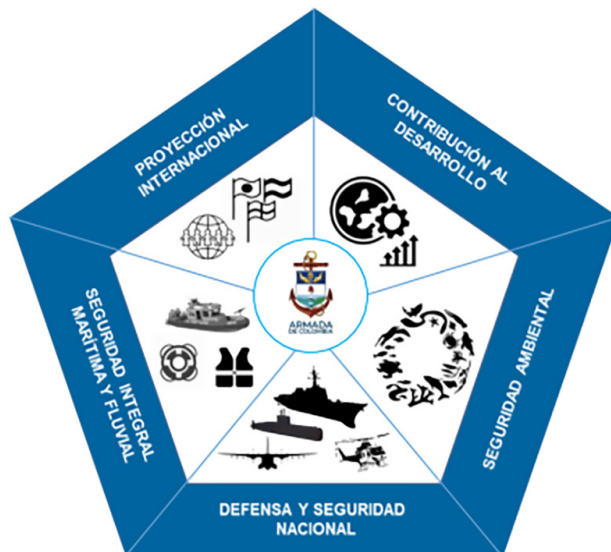 PROYECCIÓN
INTERNACIONAL
CONTRIBUCIÓN AL
DESARROLLO
SEGURIDAD INTEGRAL
MARÍTIMA Y FLUVIAL
ARMADA
DE COLOMBIA
SEGURIDAD AMBIENTAL
DEFENSA Y SEGURIDAD
NACIONAL